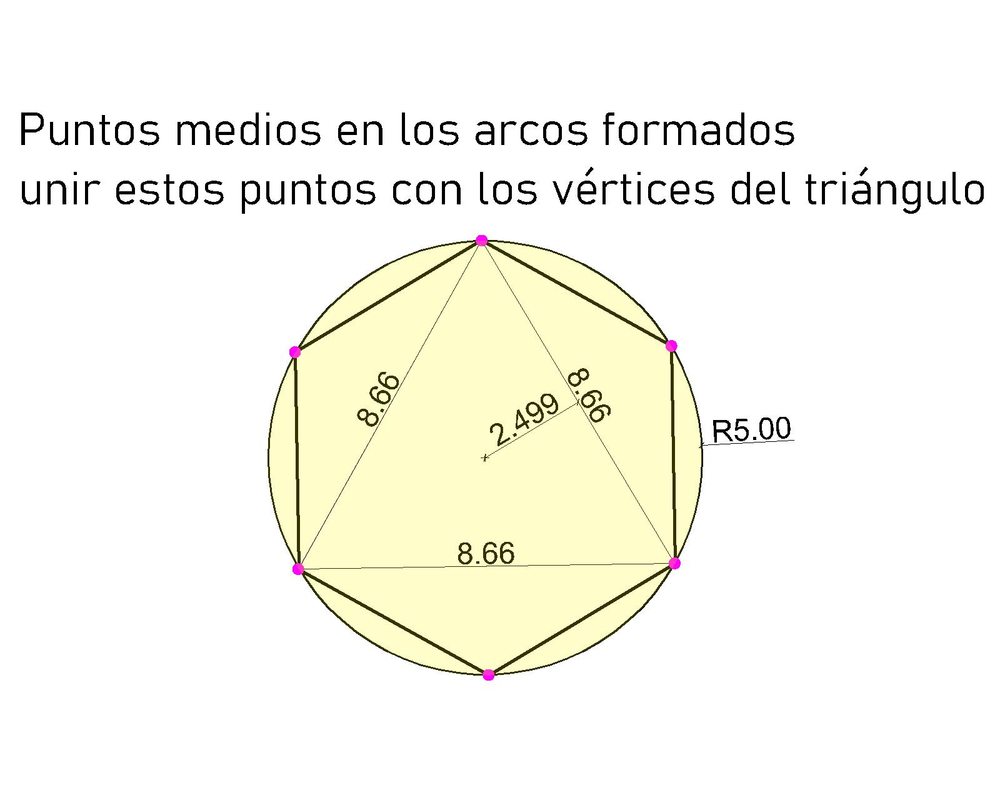 Puntos medios en los arcos formados
unir estos puntos con los vértices del triángulo
8.66
8.66
2.499
R5.00
8.66